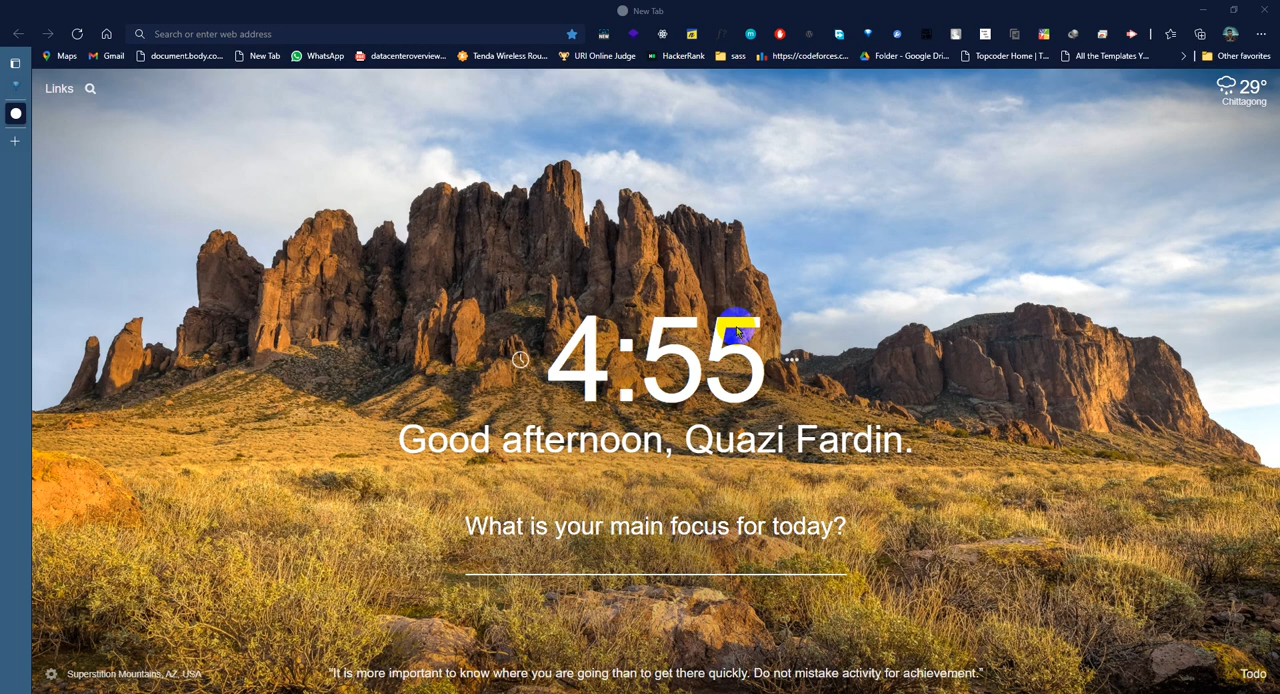 New Tab
Search or enter web address
Maps
Gmail
document.body.co...
New Tab
WhatsApp
datacenteroverview...
Tenda Wireless Rou...
URI Online Judge
HackerRank
sass
https://codeforces.c...
Folder - Google Dri...
Topcoder Home | T...
All the Templates Y...
Other favorites
Links
29°
Chittagong
4:55
Good afternoon, Quazi Fardin.
What is your main focus for today?
Superstition Mountains, AZ, USA
“It is more important to know where you are going than to get there quickly. Do not mistake activity for achievement.”
Todo